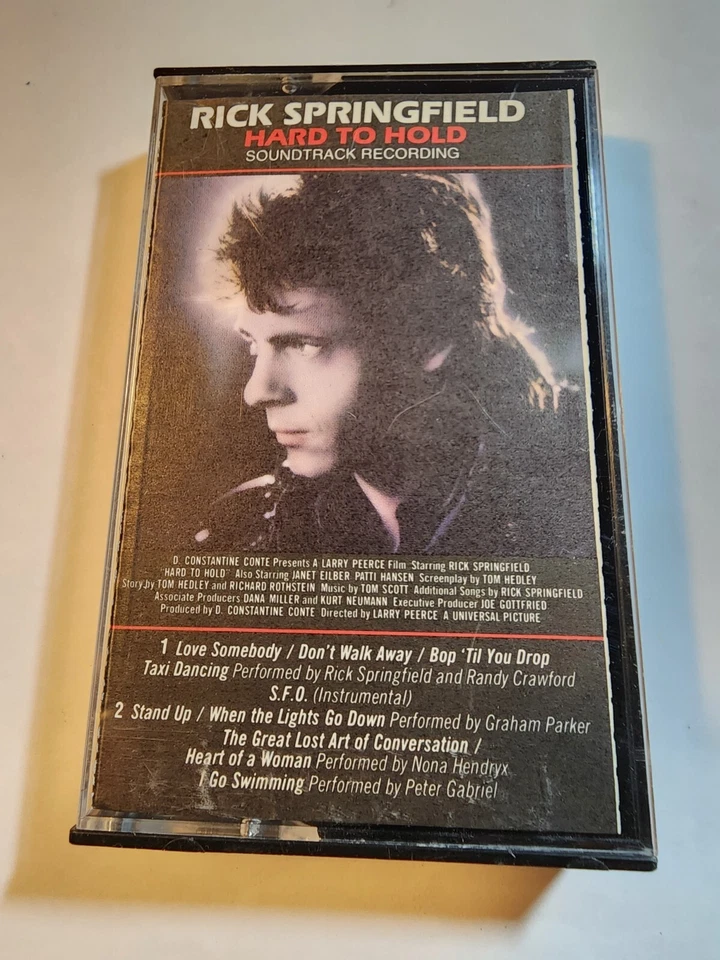 RICK SPRINGFIELD
HARD TO HOLD
SOUNDTRACK RECORDING
D. CONSTANTINE CONTE Presents A LARRY PEERCE Film Starring RICK SPRINGFIELD
"HARD TO HOLD" Also Starring JANET EILBER PATTI HANSEN Screenplay by TOM HEDLEY
Story by TOM HEDLEY and RICHARD ROTHSTEIN Music by TOM SCOTT Additional Songs by RICK SPRINGFIELD
Associate Producers DANA MILLER and KURT NEUMANN Executive Producer JOE GOTTFRIED
Produced by D. CONSTANTINE CONTE Directed by LARRY PEERCE A UNIVERSAL PICTURE
1 Love Somebody / Don't Walk Away / Bop 'Til You Drop
Taxi Dancing Performed by Rick Springfield and Randy Crawford
S.F.O. (Instrumental)
2 Stand Up / When the Lights Go Down Performed by Graham Parker
The Great Lost Art of Conversation /
Heart of a Woman Performed by Nona Hendryx
I Go Swimming Performed by Peter Gabriel